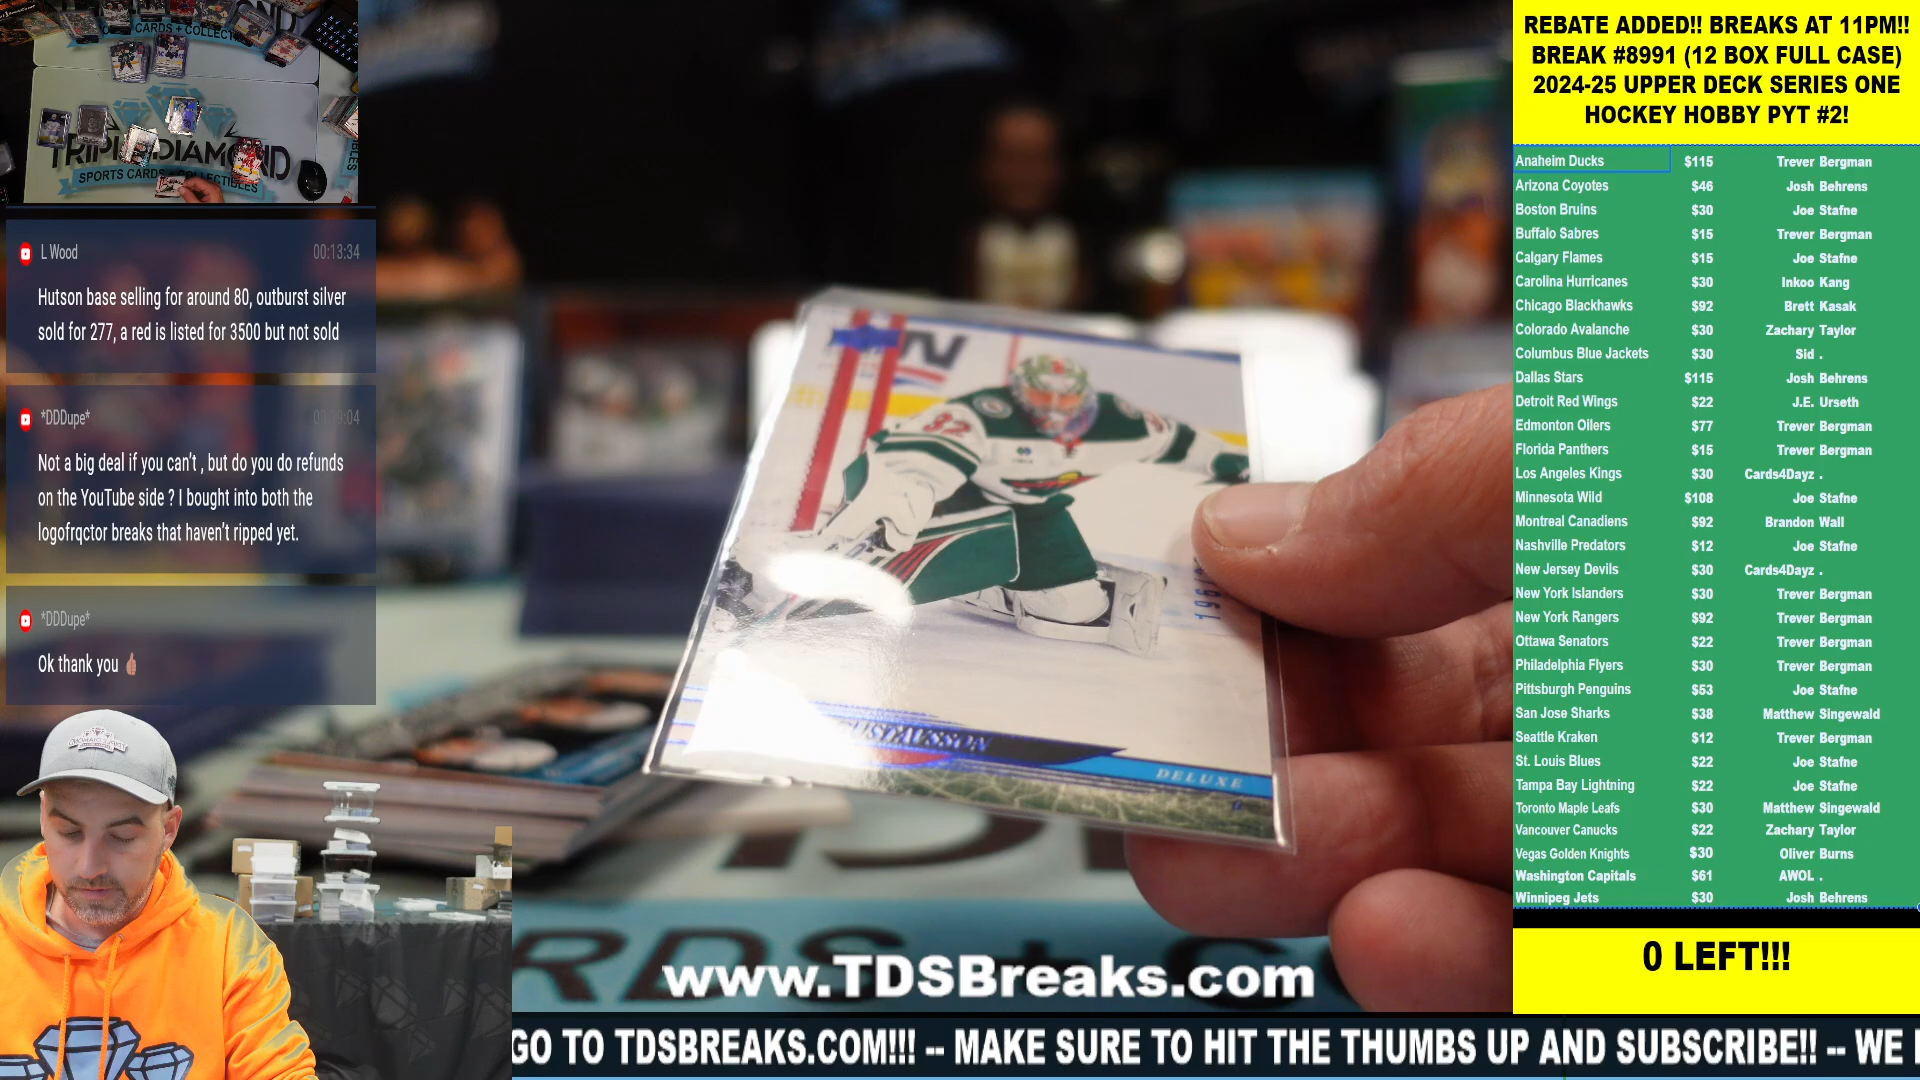 CARDS + COLLECT
TRIPLE DIAMOND
SPORTS CARDS + COLLECTIBLES
L Wood 00:13:34
Hutson base selling for around 80, outburst silver
sold for 277, a red is listed for 3500 but not sold
*DDDupe*
Not a big deal if you can't , but do you do refunds
on the YouTube side ? I bought into both the
logofrqctor breaks that haven't ripped yet.
*DDDupe*
Ok thank you 👍🏽
32
GUSTAVSSON
DELUXE
RDS + C
www.TDSBreaks.com
GO TO TDSBREAKS.COM!!! -- MAKE SURE TO HIT THE THUMBS UP AND SUBSCRIBE!! -- WE
REBATE ADDED!! BREAKS AT 11PM!!
BREAK #8991 (12 BOX FULL CASE)
2024-25 UPPER DECK SERIES ONE
HOCKEY HOBBY PYT #2!
Anaheim Ducks $115 Trever Bergman
Arizona Coyotes $46 Josh Behrens
Boston Bruins $30 Joe Stafne
Buffalo Sabres $15 Trever Bergman
Calgary Flames $15 Joe Stafne
Carolina Hurricanes $30 Inkoo Kang
Chicago Blackhawks $92 Brett Kasak
Colorado Avalanche $30 Zachary Taylor
Columbus Blue Jackets $30 Sid .
Dallas Stars $115 Josh Behrens
Detroit Red Wings $22 J.E. Urseth
Edmonton Oilers $77 Trever Bergman
Florida Panthers $15 Trever Bergman
Los Angeles Kings $30 Cards4Dayz .
Minnesota Wild $108 Joe Stafne
Montreal Canadiens $92 Brandon Wall
Nashville Predators $12 Joe Stafne
New Jersey Devils $30 Cards4Dayz .
New York Islanders $30 Trever Bergman
New York Rangers $92 Trever Bergman
Ottawa Senators $22 Trever Bergman
Philadelphia Flyers $30 Trever Bergman
Pittsburgh Penguins $53 Joe Stafne
San Jose Sharks $38 Matthew Singewald
Seattle Kraken $12 Trever Bergman
St. Louis Blues $22 Joe Stafne
Tampa Bay Lightning $22 Joe Stafne
Toronto Maple Leafs $30 Matthew Singewald
Vancouver Canucks $22 Zachary Taylor
Vegas Golden Knights $30 Oliver Burns
Washington Capitals $61 AWOL .
Winnipeg Jets $30 Josh Behrens
0 LEFT!!!